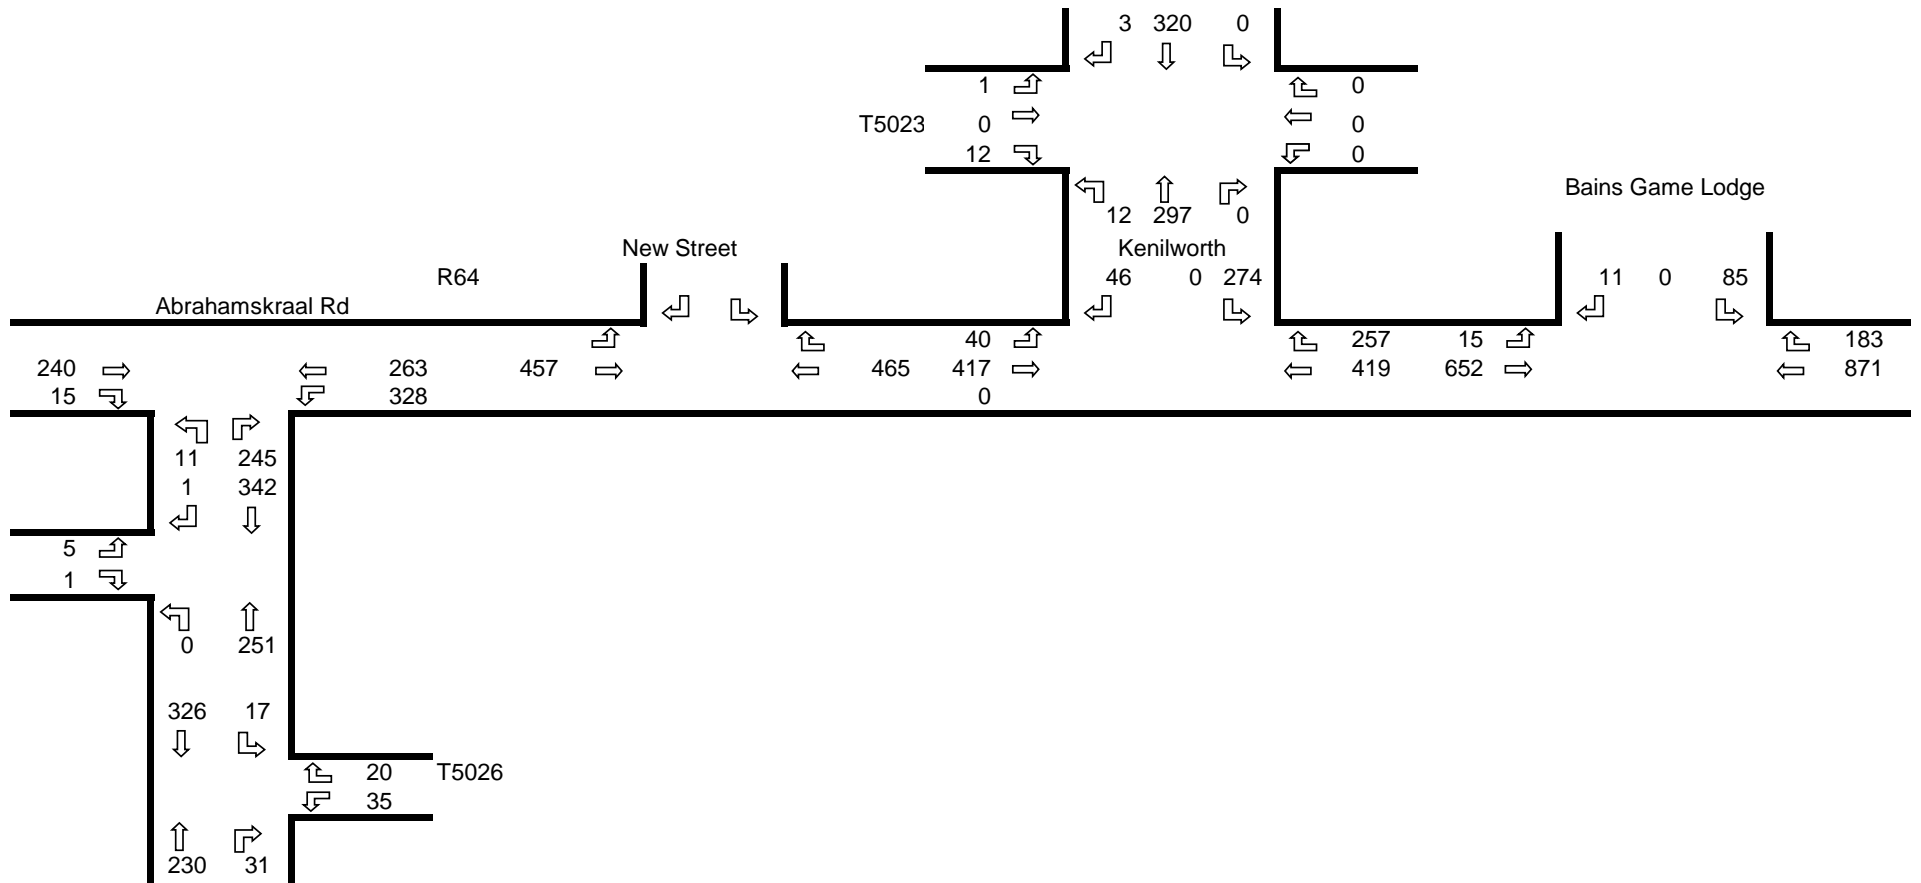 3 320 0
1 0
T5023 0 0
12 0
Bains Game Lodge
12 297 0
New Street Kenilworth
R64 46 0 274 11 0 85
Abrahamskraal Rd
40 257 15 183
240 263 457 465 417 419 652 871
15 328 0
11 245
1 342
5
1
0 251
326 17
20 T5026
35
230 31